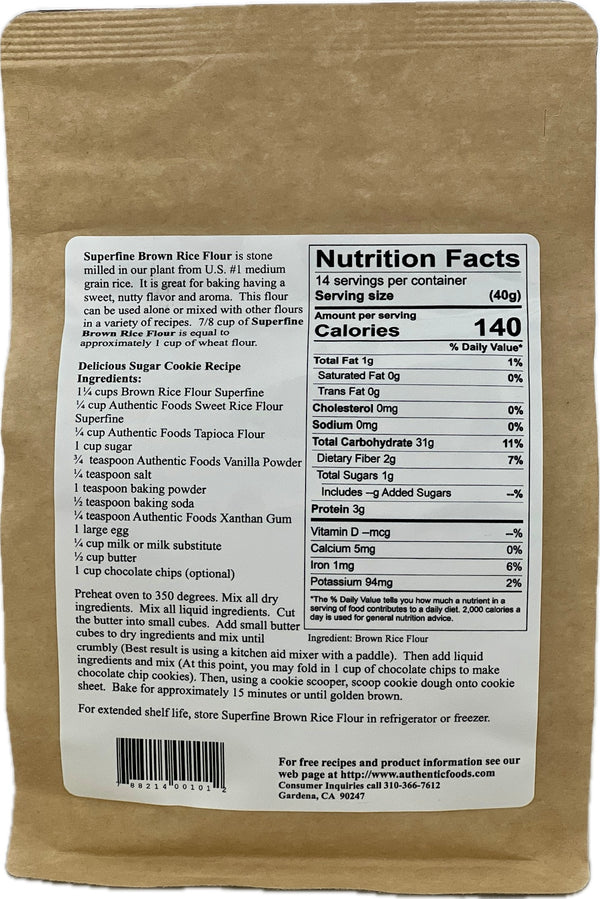 Superfine Brown Rice Flour is stone
milled in our plant from U.S. #1 medium
grain rice. It is great for baking having a
sweet, nutty flavor and aroma. This flour
can be used alone or mixed with other flours
in a variety of recipes. 7/8 cup of Superfine
Brown Rice Flour is equal to
approximately 1 cup of wheat flour.
Delicious Sugar Cookie Recipe
Ingredients:
1¼ cups Brown Rice Flour Superfine
¼ cup Authentic Foods Sweet Rice Flour
Superfine
¼ cup Authentic Foods Tapioca Flour
1 cup sugar
¾ teaspoon Authentic Foods Vanilla Powder
¼ teaspoon salt
1 teaspoon baking powder
½ teaspoon baking soda
¼ teaspoon Authentic Foods Xanthan Gum
1 large egg
¼ cup milk or milk substitute
½ cup butter
1 cup chocolate chips (optional)
Preheat oven to 350 degrees. Mix all dry
ingredients. Mix all liquid ingredients. Cut
the butter into small cubes. Add small butter
cubes to dry ingredients and mix until
crumbly (Best result is using a kitchen aid mixer with a paddle). Then add liquid
ingredients and mix (At this point, you may fold in 1 cup of chocolate chips to make
chocolate chip cookies). Then, using a cookie scooper, scoop cookie dough onto cookie
sheet. Bake for approximately 15 minutes or until golden brown.
For extended shelf life, store Superfine Brown Rice Flour in refrigerator or freezer.
Nutrition Facts
14 servings per container
Serving size (40g)
Amount per serving
Calories 140
% Daily Value*
Total Fat 1g 1%
Saturated Fat 0g 0%
Trans Fat 0g
Cholesterol 0mg 0%
Sodium 0mg 0%
Total Carbohydrate 31g 11%
Dietary Fiber 2g 7%
Total Sugars 1g
Includes --g Added Sugars --%
Protein 3g
Vitamin D --mcg --%
Calcium 5mg 0%
Iron 1mg 6%
Potassium 94mg 2%
*The % Daily Value tells you how much a nutrient in a
serving of food contributes to a daily diet. 2,000 calories a
day is used for general nutrition advice.
Ingredient: Brown Rice Flour
7 88214 00101 2
For free recipes and product information see our
web page at http://www.authenticfoods.com
Consumer Inquiries call 310-366-7612
Gardena, CA 90247